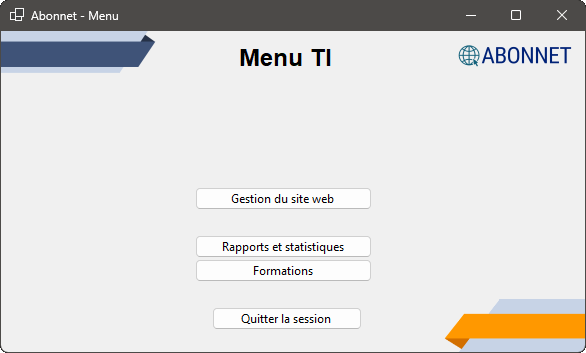 Abonnet - Menu
Menu TI
ABONNET
Gestion du site web
Rapports et statistiques
Formations
Quitter la session